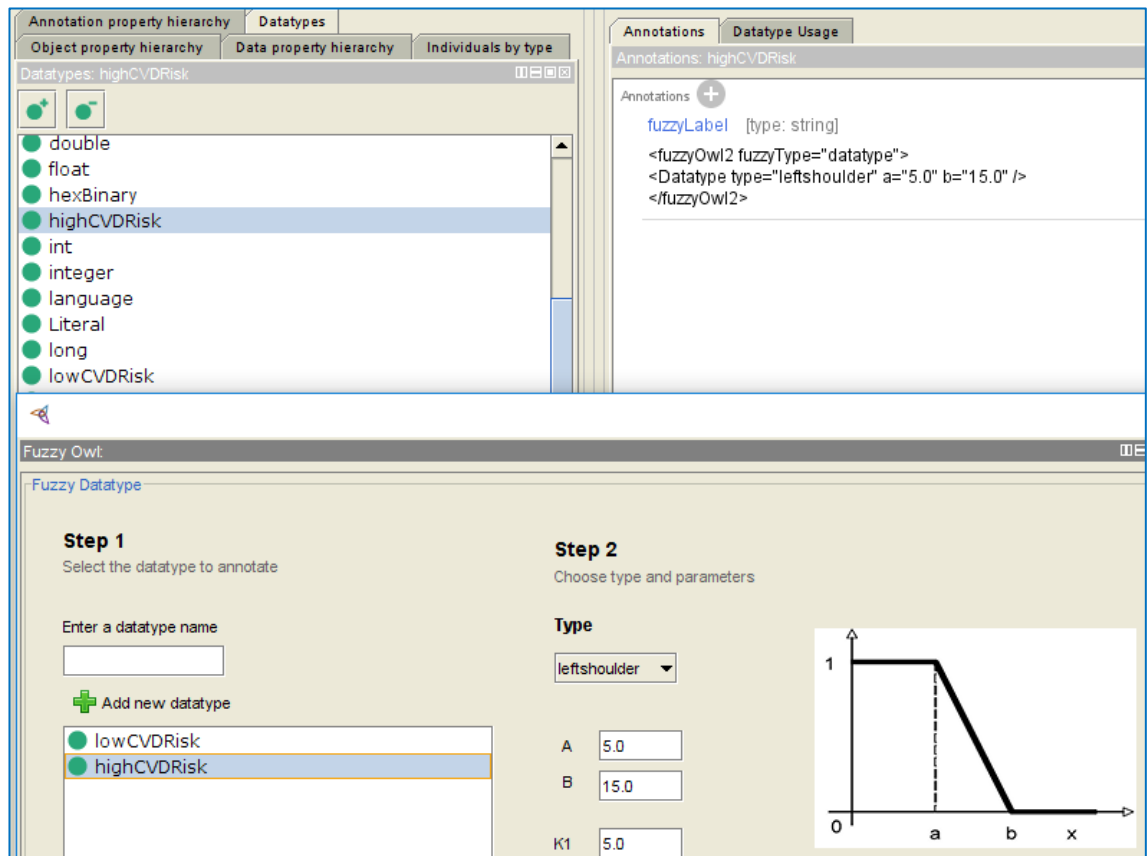 Annotation property hierarchy
Datatypes
Object property hierarchy
Data property hierarchy
Individuals by type
Datatypes: highCVDRisk
double
float
hexBinary
highCVDRisk
int
integer
language
Literal
long
lowCVDRisk
Annotations
Datatype Usage
Annotations: highCVDRisk
Annotations
fuzzyLabel [type: string]
<fuzzyOwl2 fuzzyType="datatype">
<Datatype type="leftshoulder" a="5.0" b="15.0" />
</fuzzyOwl2>
Fuzzy Owl:
Fuzzy Datatype
Step 1
Select the datatype to annotate
Enter a datatype name
Add new datatype
lowCVDRisk
highCVDRisk
Step 2
Choose type and parameters
Type
leftshoulder
A 5.0
B 15.0
K1 5.0
1
0 a b x